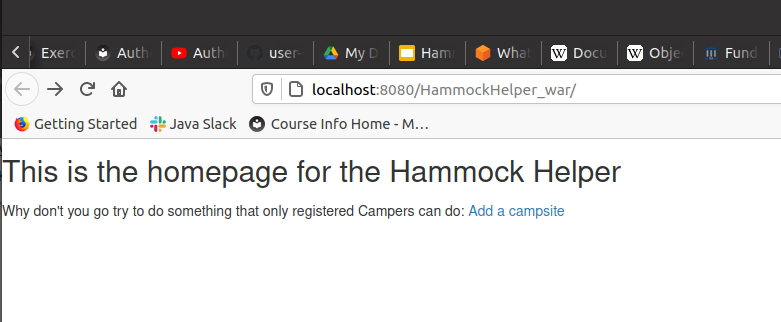 Exerc
Auth
Auth
user-
My D
Hamo
What
Docu
Obje
Fund
localhost:8080/HammockHelper_war/
Getting Started Java Slack Course Info Home - M…
This is the homepage for the Hammock Helper
Why don't you go try to do something that only registered Campers can do: Add a campsite